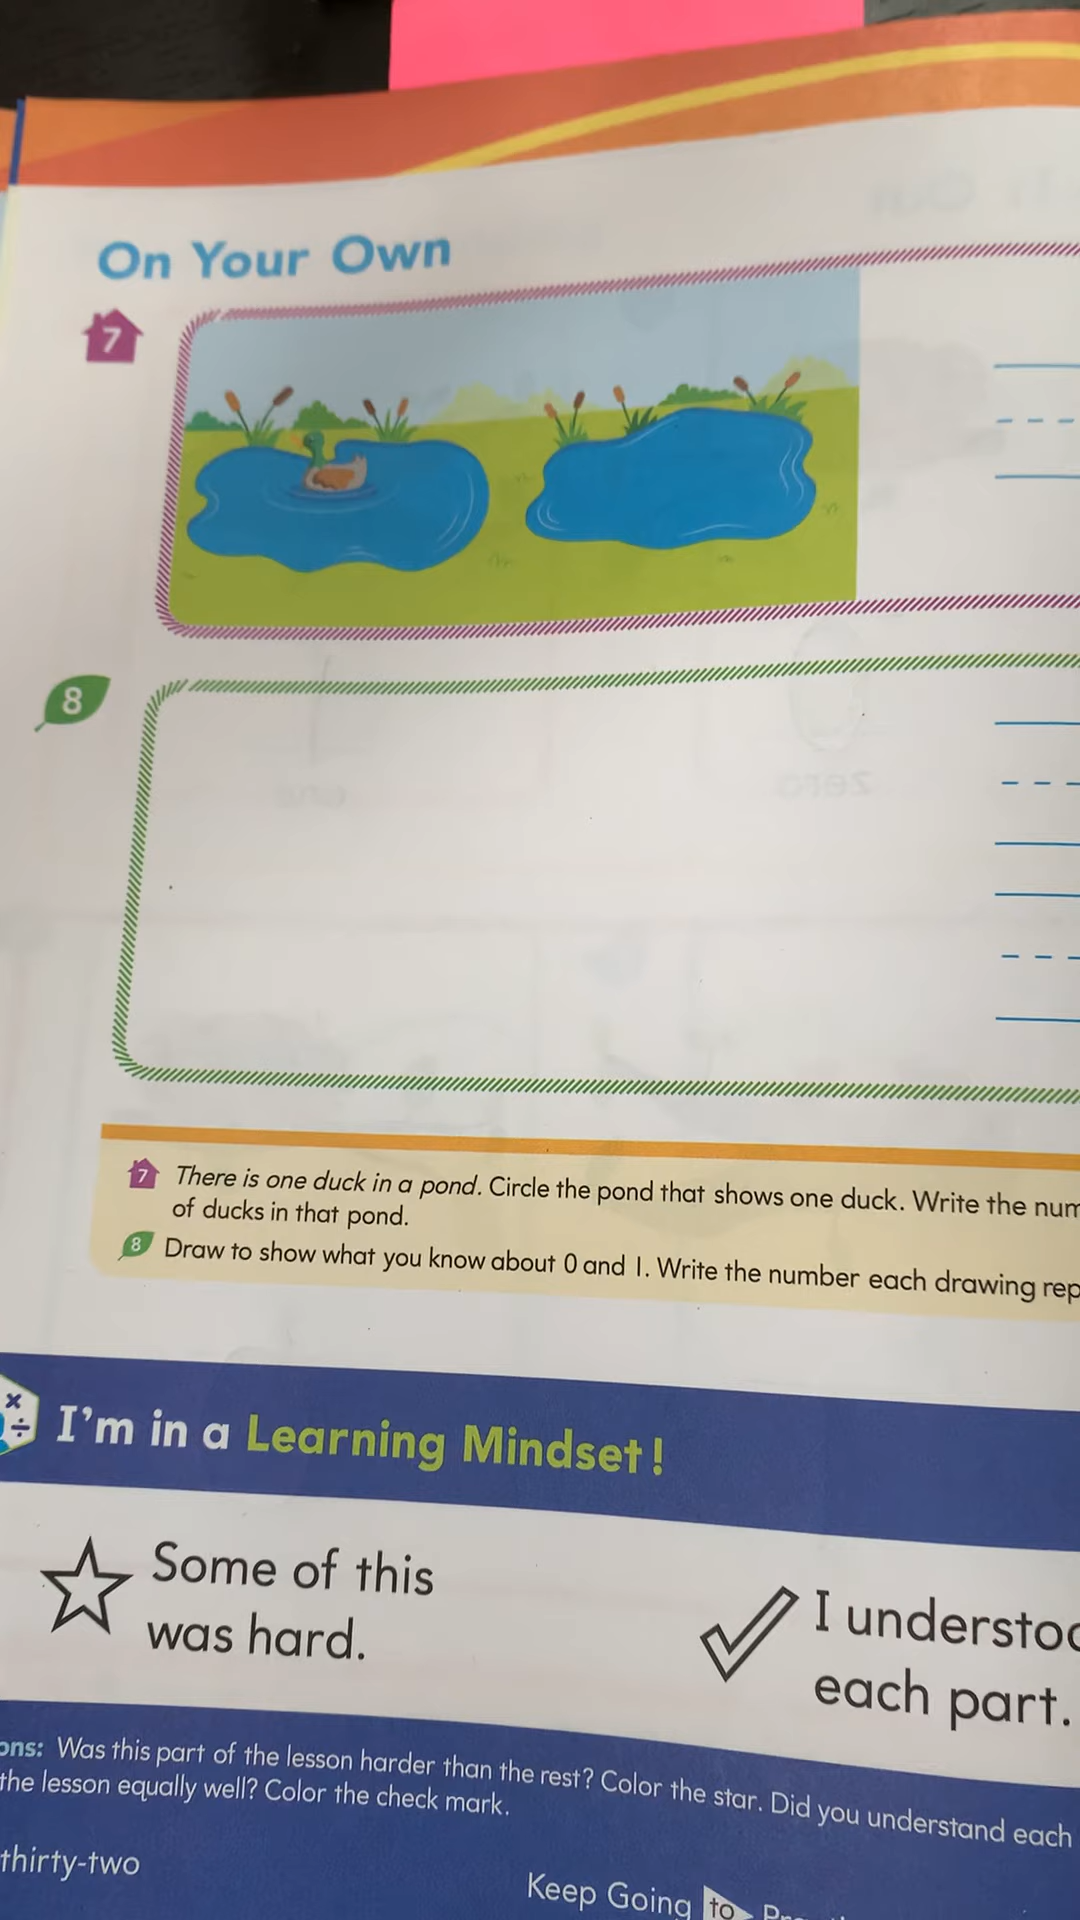 On Your Own
7
8
7 There is one duck in a pond. Circle the pond that shows one duck. Write the
of ducks in that pond.
8 Draw to show what you know about 0 and 1. Write the number each drawing
I'm in a Learning Mindset!
Some of this
was hard.
I
each part.
Was this part of the lesson harder than the rest? Color the star. Did you understand each
the lesson equally well? Color the check mark.
thirty-two
Keep Going to